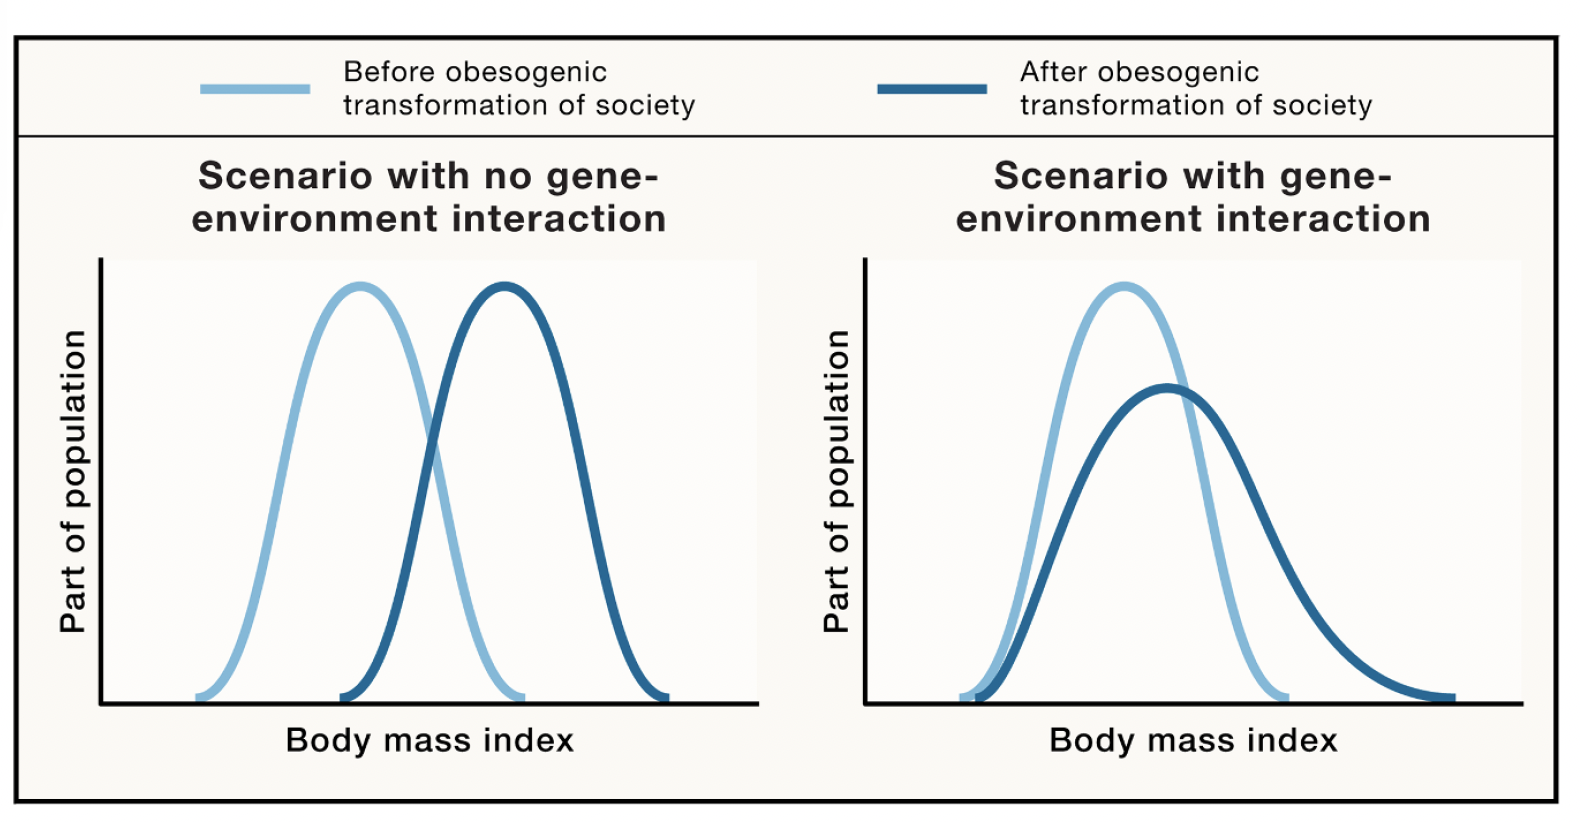 Before obesogenic
transformation of society
After obesogenic
transformation of society
Scenario with no gene-
environment interaction
Part of population
Body mass index
Scenario with gene-
environment interaction
Part of population
Body mass index